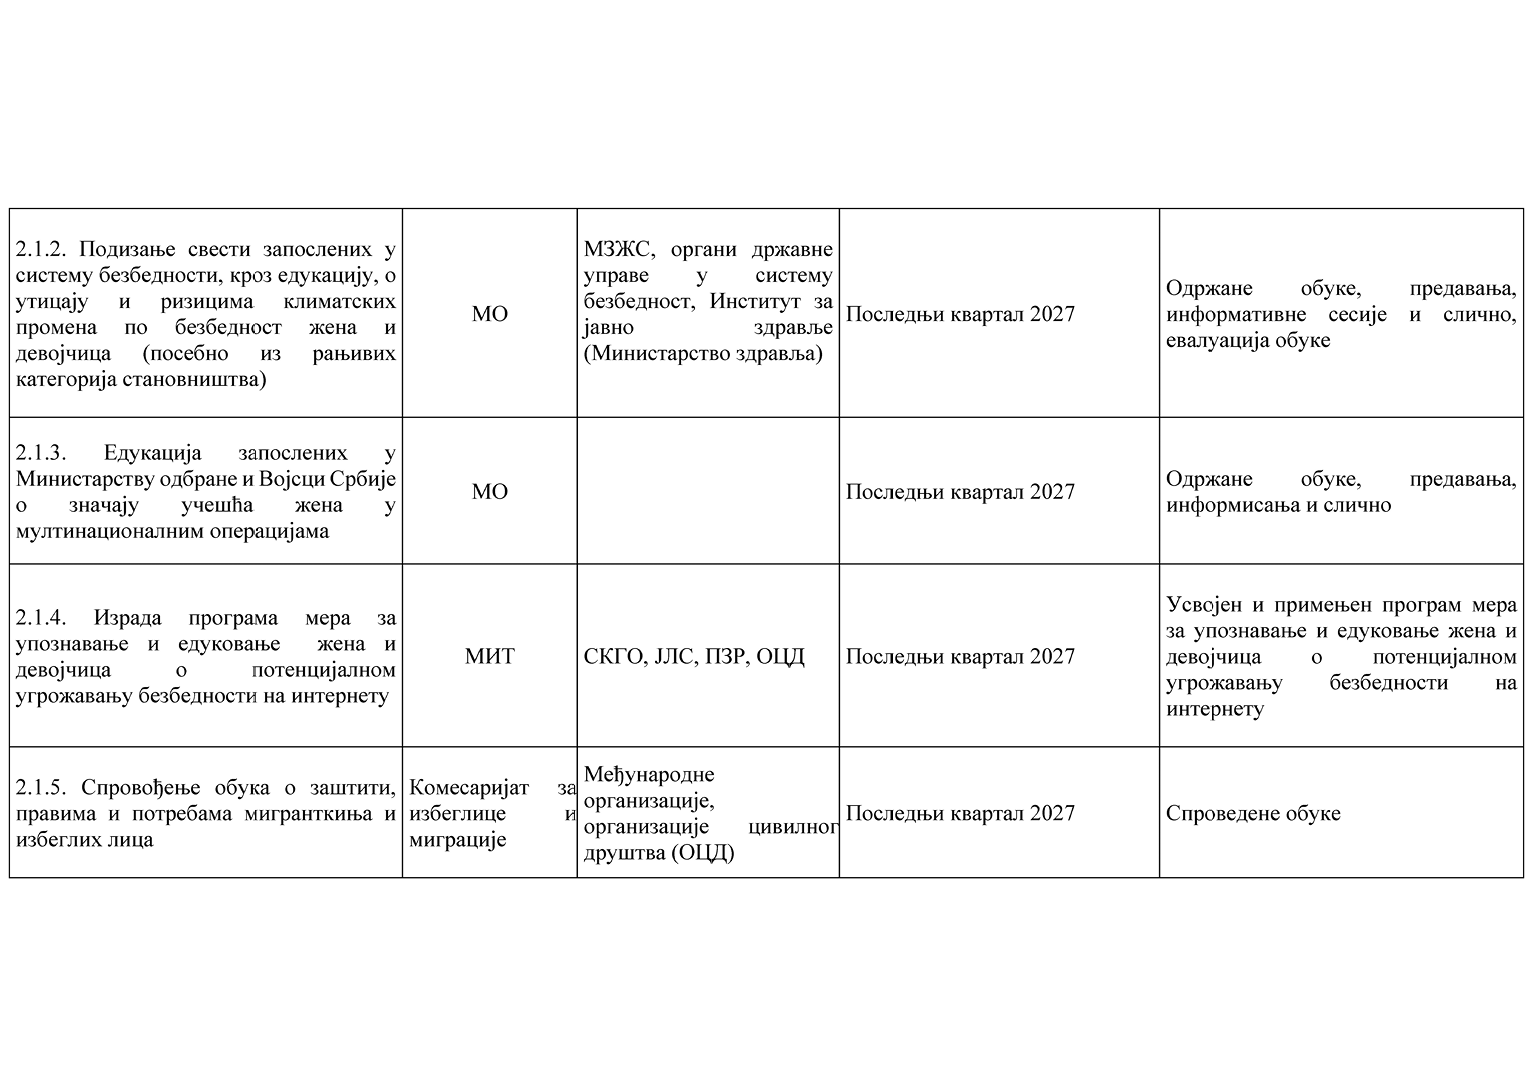 2.1.2. Подизање свести запослених у
систему безбедности, кроз едукацију, о
утицају и ризицима климатских
промена по безбедност жена и
девојчица (посебно из рањивих
категорија становништва)
МО
МЗЖС, органи државне
управе у систему
безбедност, Институт за
јавно здравље
(Министарство здравља)
Последњи квартал 2027
Одржане обуке, предавања,
информативне сесије и слично,
евалуација обуке
2.1.3. Едукација запослених у
Министарству одбране и Војсци Србије
о значају учешћа жена у
мултинационалним операцијама
МО
Последњи квартал 2027
Одржане обуке, предавања,
информисања и слично
2.1.4. Израда програма мера за
упознавање и едуковање жена и
девојчица о потенцијалном
угрожавању безбедности на интернету
МИТ
СКГО, ЈЛС, ПЗР, ОЦД
Последњи квартал 2027
Усвојен и примењен програм мера
за упознавање и едуковање жена и
девојчица о потенцијалном
угрожавању безбедности на
интернету
2.1.5. Спровођење обука о заштити,
правима и потребама мигранткиња и
избеглих лица
Комесаријат за
избеглице и
миграције
Међународне
организације,
организације цивилног
друштва (ОЦД)
Последњи квартал 2027
Спроведене обуке